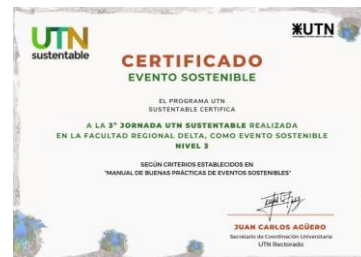 UTN
sustentable
UTN
CERTIFICADO
EVENTO SOSTENIBLE
EL PROGRAMA UTN
SUSTENTABLE CERTIFICA
A LA 3° JORNADA UTN SUSTENTABLE REALIZADA
EN LA FACULTAD REGIONAL DELTA, COMO EVENTO SOSTENIBLE
NIVEL 3
SEGÚN CRITERIOS ESTABLECIDOS EN
"MANUAL DE BUENAS PRÁCTICAS DE EVENTOS SOSTENIBLES"
JUAN CARLOS AGÜERO
Secretario de Coordinación Universitaria
UTN Rectorado